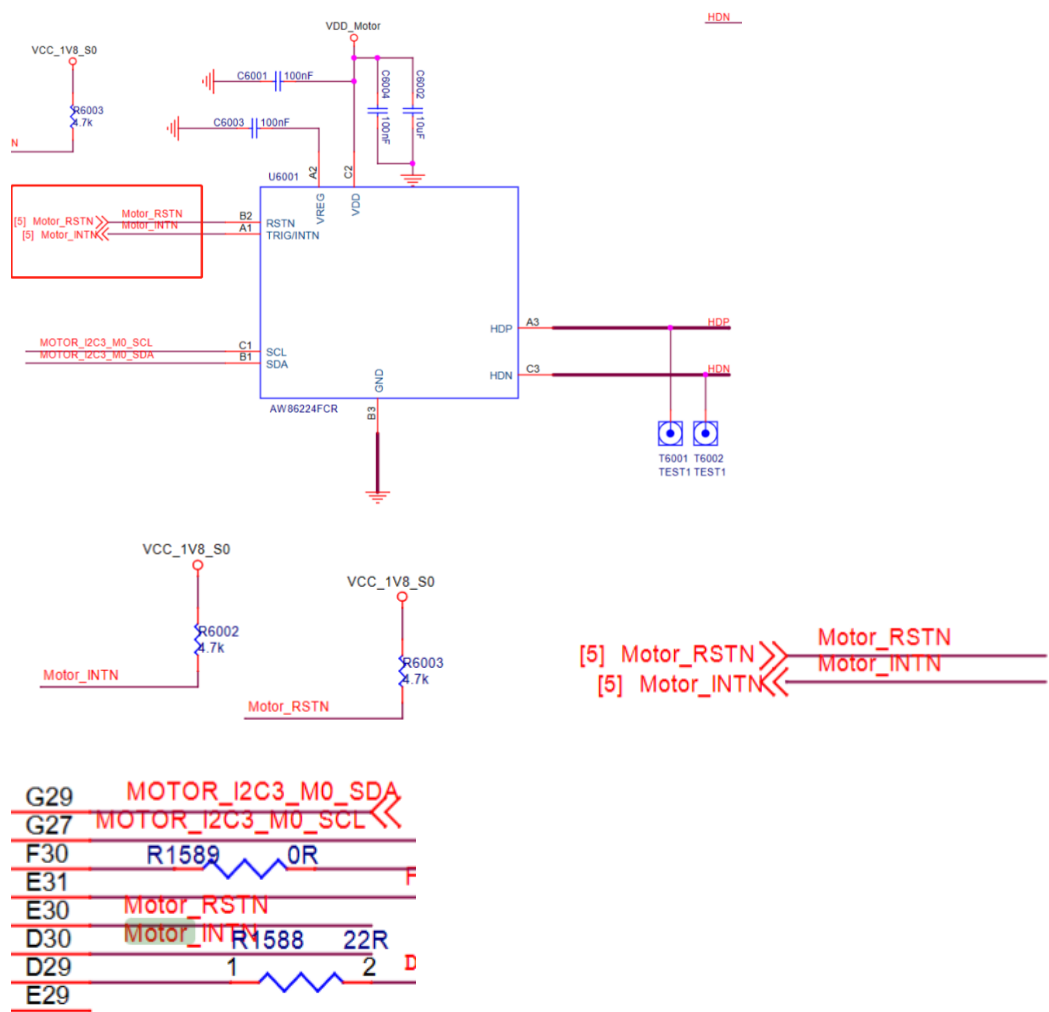 HDN
VDD_Motor
VCC_1V8_S0
R6003
4.7k
N
C6001 100nF
C6003 100nF
C6004
100nF
C6002
10uF
U6001
A2
C2
VREG
VDD
[5] Motor_RSTN
Motor_RSTN
B2
RSTN
[5] Motor_INTN
Motor_INTN
A1
TRIG/INTN
HDP
A3
HDP
MOTOR_I2C3_M0_SCL
C1
SCL
MOTOR_I2C3_M0_SDA
B1
SDA
HDN
C3
HDN
GND
B3
AW86224FCR
T6001 T6002
TEST1 TEST1
VCC_1V8_S0
R6002
4.7k
Motor_INTN
VCC_1V8_S0
R6003
4.7k
Motor_RSTN
[5] Motor_RSTN
Motor_RSTN
[5] Motor_INTN
Motor_INTN
G29 MOTOR_I2C3_M0_SDA
G27 MOTOR_I2C3_M0_SCL
F30 R1589 0R
E31 F
E30 Motor_RSTN
D30 Motor_INTN
R1588 22R
D29 1 2 D
E29